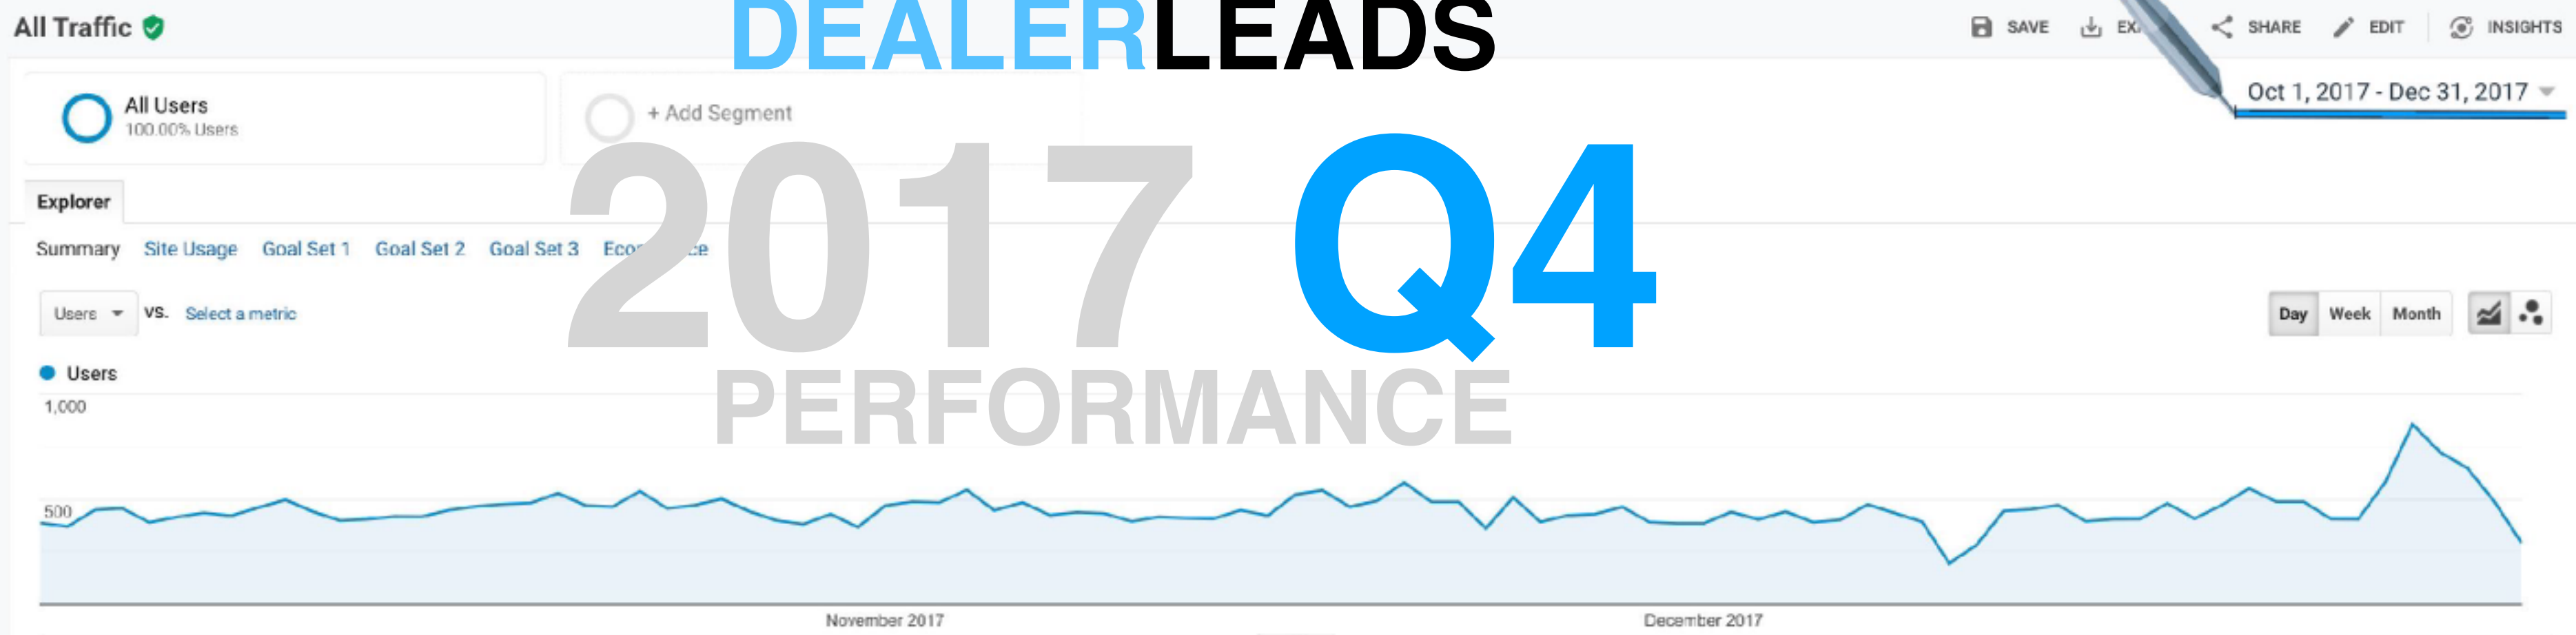 DEALERLEADS
All Traffic
SAVE
SHARE
EDIT
INSIGHTS
All Users
100.00% Users
+ Add Segment
Oct 1, 2017 - Dec 31, 2017
2017 Q4
Explorer
Summary Site Usage Goal Set 1 Goal Set 2 Goal Set 3
Users VS. Select a metric
Day Week Month
PERFORMANCE
Users
1,000
500
November 2017 December 2017